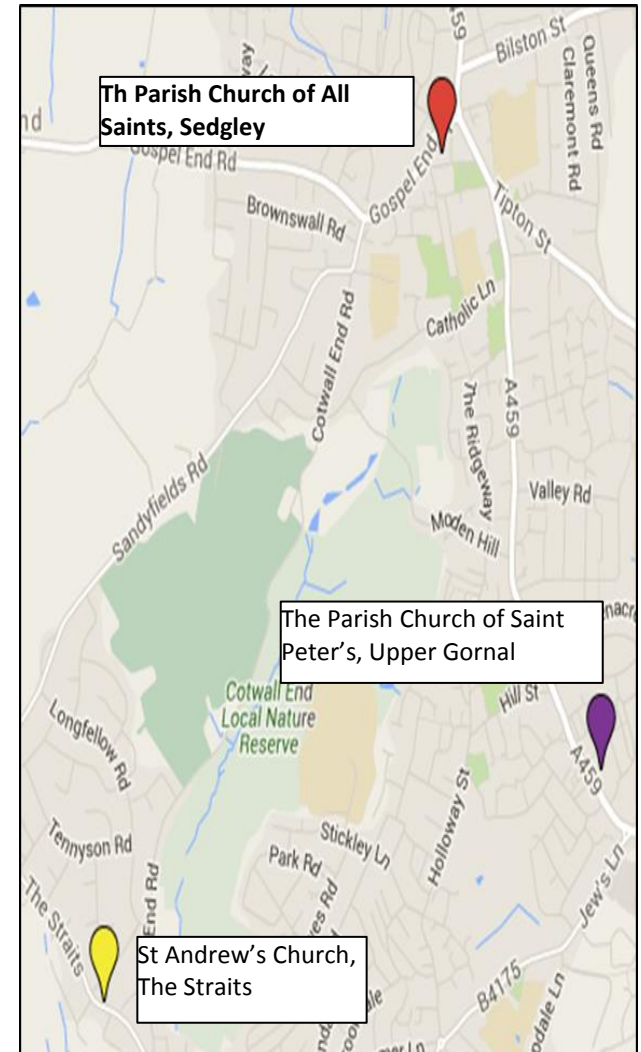 A459
Bilston St
Queens Rd
Claremont Rd
Th Parish Church of All
Saints, Sedgley
Gospel End Rd
Gospel End
Brownswall Rd
Tipton St
Catholic Ln
Cotwall End Rd
The Ridgeway
A459
Sandyfields Rd
Valley Rd
Moden Hill
The Parish Church of Saint
Peter's, Upper Gornal
Cotwall End
Local Nature
Reserve
Hill St
Longfellow Rd
A459
Holloway St
Tennyson Rd
Stickley Ln
Park Rd
Jew's Ln
The Straits
End Rd
St Andrew's Church,
The Straits
B4175